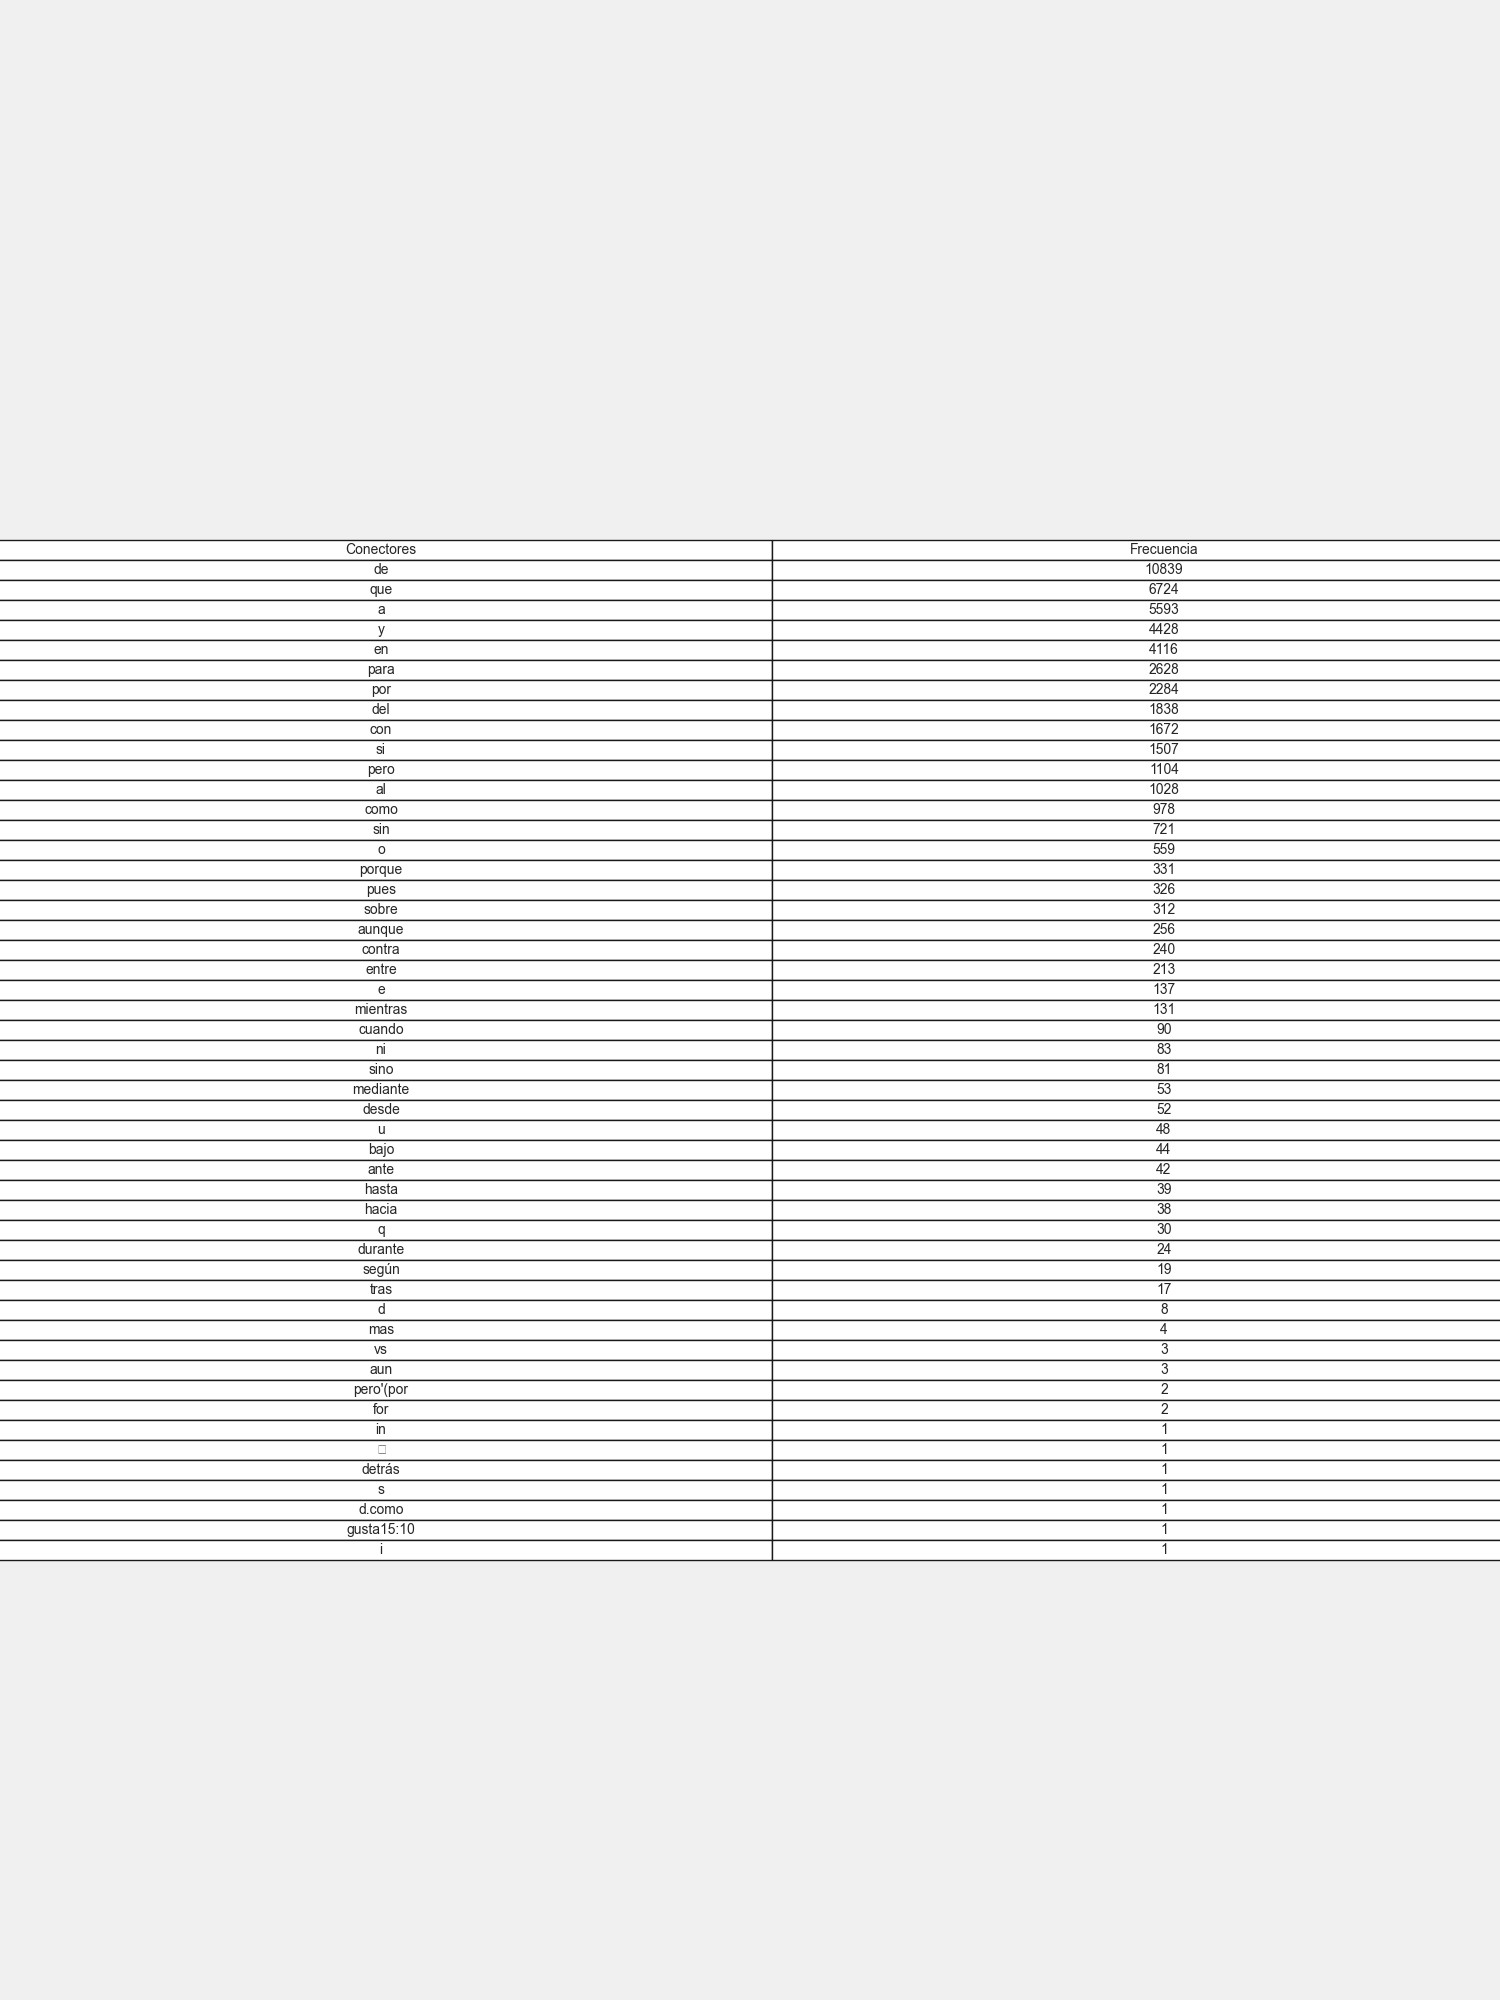 Conectores Frecuencia
de 10839
que 6724
a 5593
y 4428
en 4116
para 2628
por 2284
del 1838
con 1672
si 1507
pero 1104
al 1028
como 978
sin 721
o 559
porque 331
pues 326
sobre 312
aunque 256
contra 240
entre 213
e 137
mientras 131
cuando 90
ni 83
sino 81
mediante 53
desde 52
u 48
bajo 44
ante 42
hasta 39
hacia 38
q 30
durante 24
según 19
tras 17
d 8
mas 4
vs 3
aun 3
pero'(por 2
for 2
in 1
□ 1
detrás 1
s 1
d.como 1
gusta15:10 1
i 1